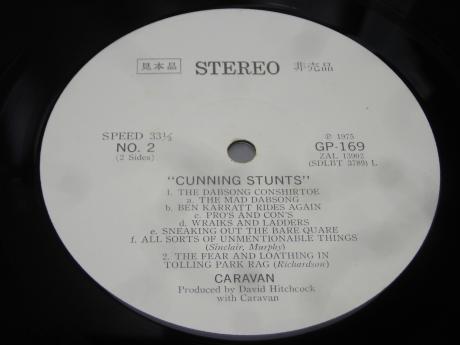 見本品 STEREO 非売品
SPEED 33⅓
NO. 2
(2 Sides)
℗ 1975
GP-169
ZAL 13002
(SDLBT 3789) L
"CUNNING STUNTS"
1. THE DABSONG CONSHIRTOE
a. THE MAD DABSONG
b. BEN KARRATT RIDES AGAIN
c. PRO'S AND CON'S
d. WRAIKS AND LADDERS
e. SNEAKING OUT THE BARE QUARE
f. ALL SORTS OF UNMENTIONABLE THINGS
(Sinclair, Murphy)
2. THE FEAR AND LOATHING IN
TOLLING PARK RAG (Richardson)
CARAVAN
Produced by David Hitchcock
with Caravan